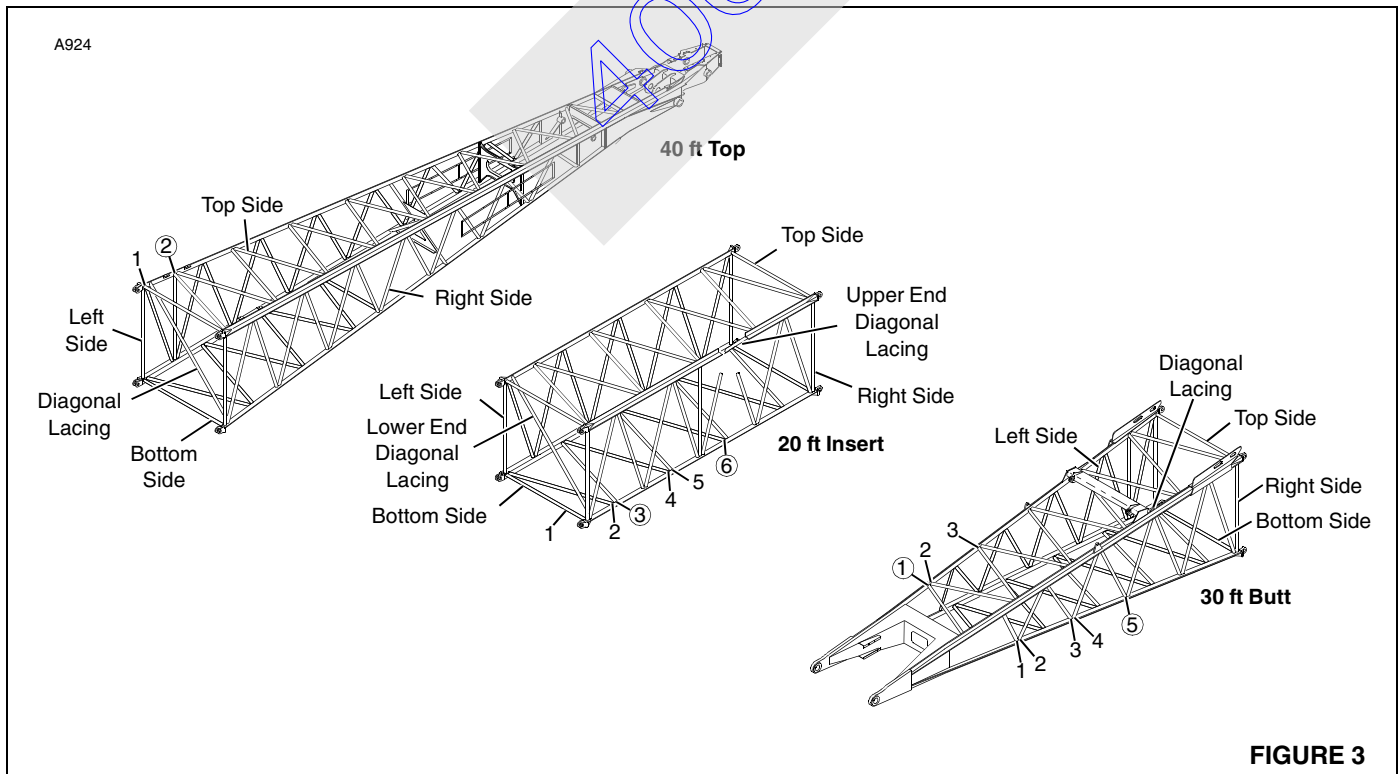 A924
40 ft Top
Top Side
1
②
Left
Side
Right Side
Diagonal
Lacing
Bottom
Side
Top Side
Upper End
Diagonal
Lacing
Left Side
Right Side
Lower End
Diagonal
Lacing
20 ft Insert
Bottom Side
1
2
③
4
5
⑥
Diagonal
Lacing
Left Side
Top Side
Right Side
Bottom Side
3
2
①
30 ft Butt
1
2
3
4
⑤
FIGURE 3